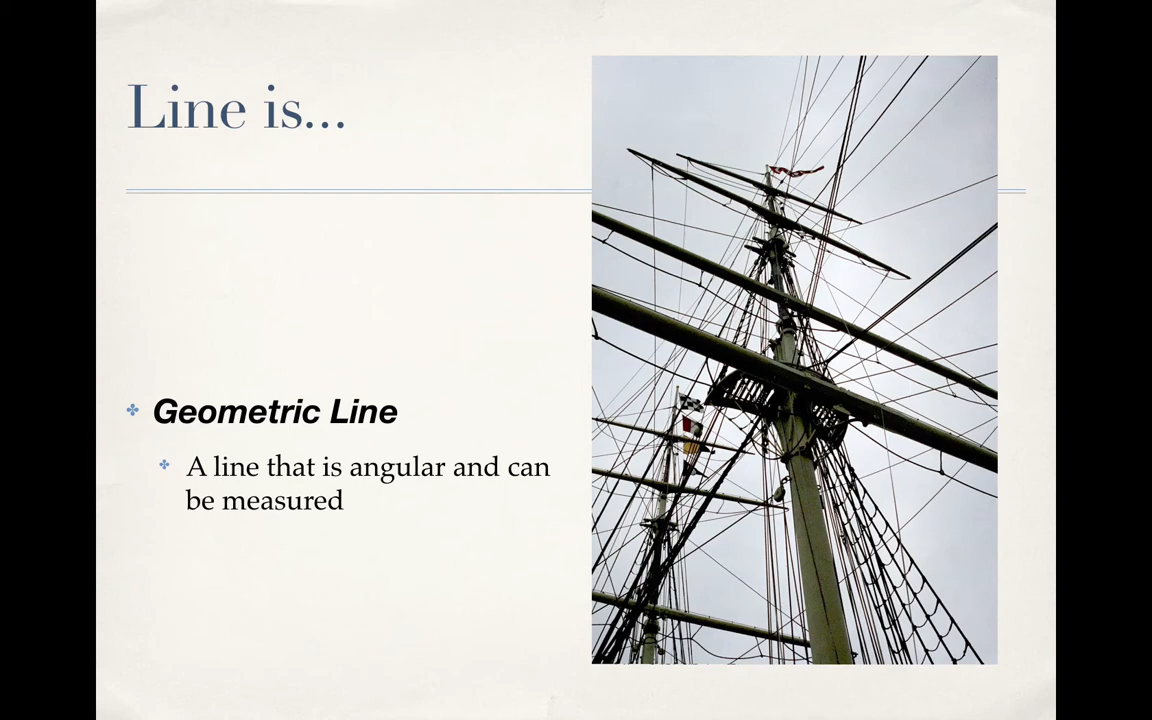 Line is...
Geometric Line
A line that is angular and can
be measured